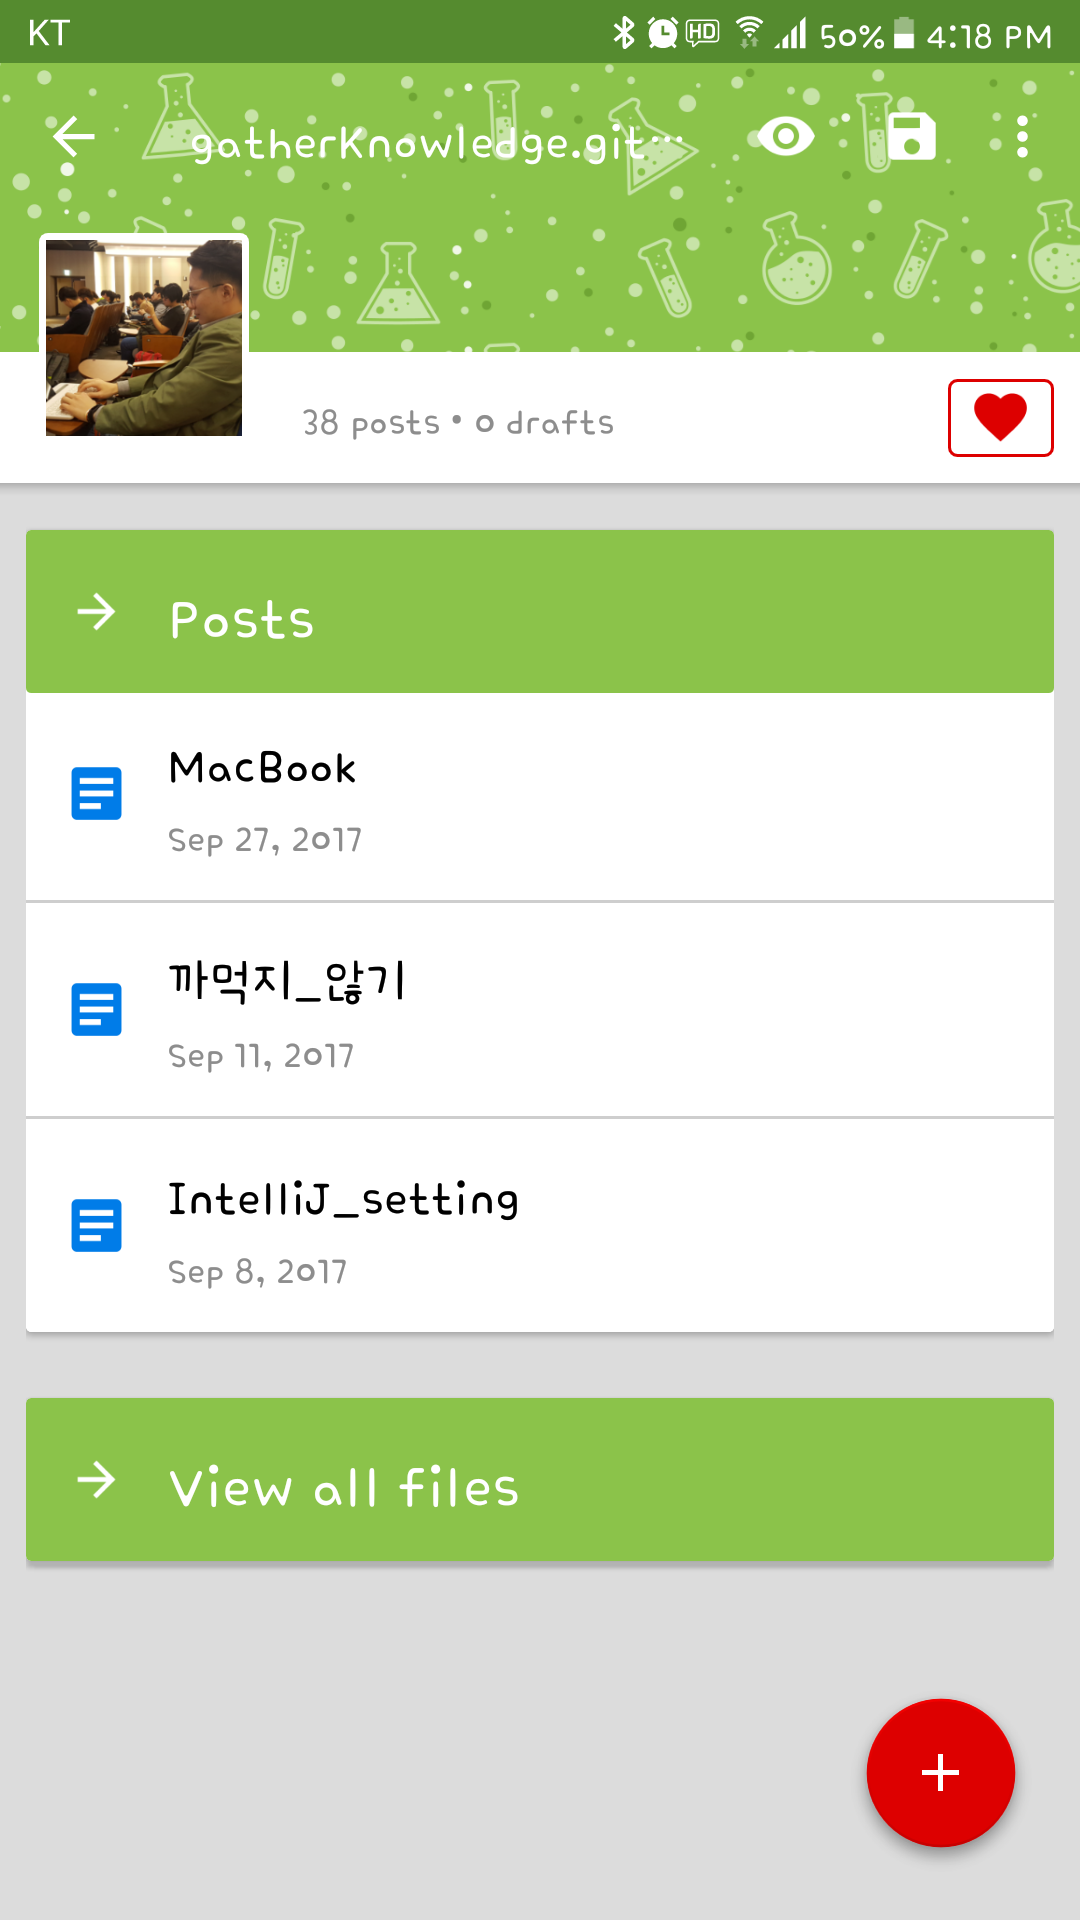 KT HD 50% 4:18 PM
gatherKnowledge.git...
38 posts • 0 drafts
Posts
MacBook
Sep 27, 2017
까먹지_않기
Sep 11, 2017
IntelliJ_setting
Sep 8, 2017
View all files